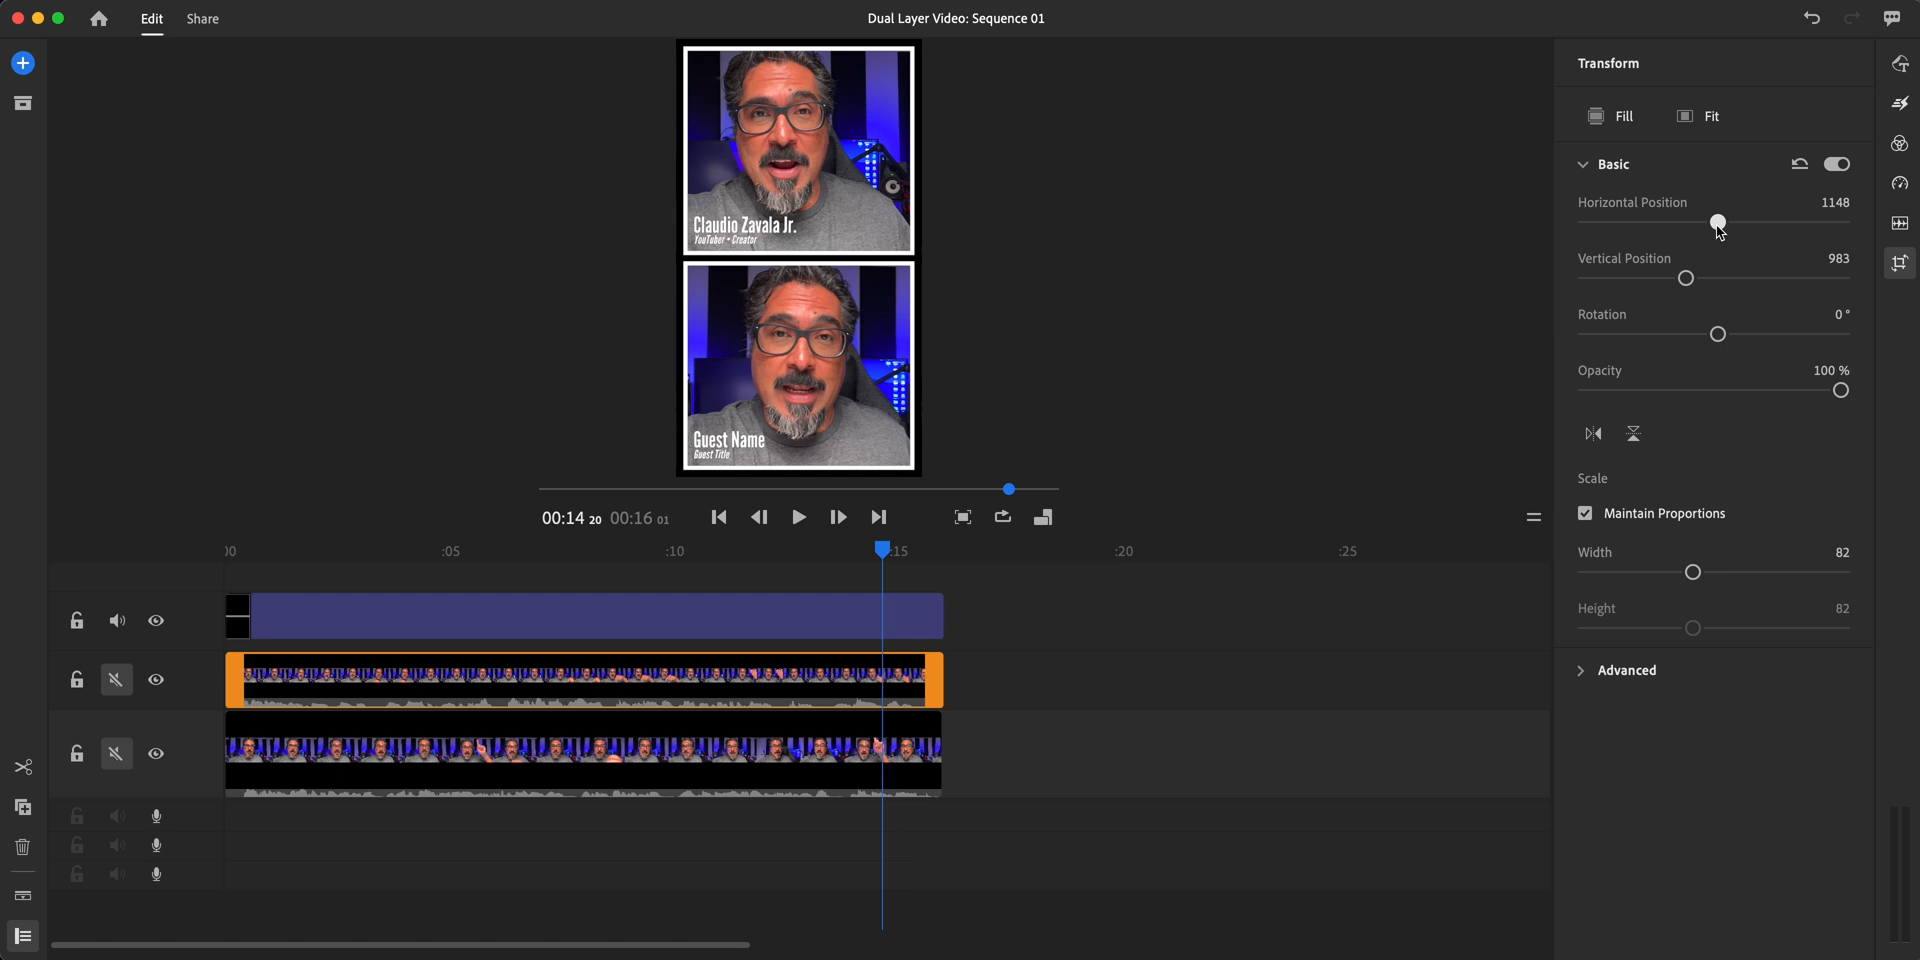 Edit
Share
Dual Layer Video: Sequence 01
Transform
Fill
Fit
Basic
Horizontal Position
1148
Vertical Position
983
Rotation
0 °
Opacity
100 %
Scale
Maintain Proportions
Width
82
Height
82
Advanced
Claudio Zavala Jr.
YouTuber • Creator
Guest Name
Guest Title
00:14 20 00:16 01
:00
:05
:10
:15
:20
:25